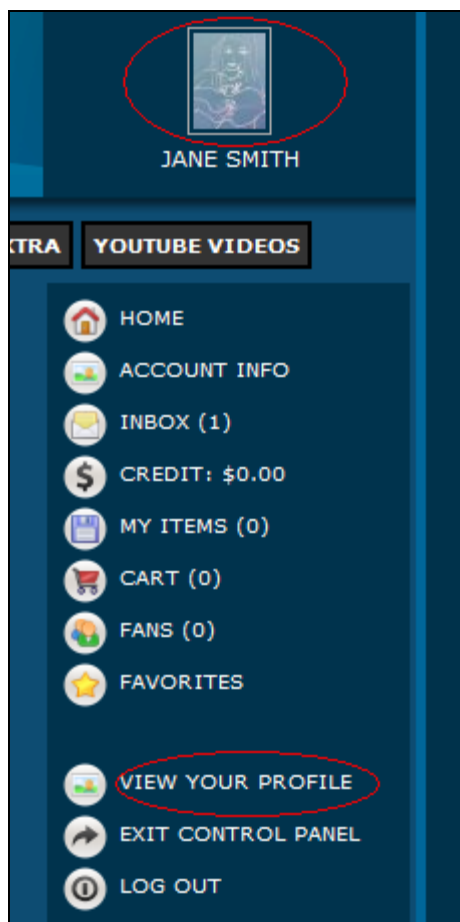 JANE SMITH
XTRA YOUTUBE VIDEOS
HOME
ACCOUNT INFO
INBOX (1)
CREDIT: $0.00
MY ITEMS (0)
CART (0)
FANS (0)
FAVORITES
VIEW YOUR PROFILE
EXIT CONTROL PANEL
LOG OUT